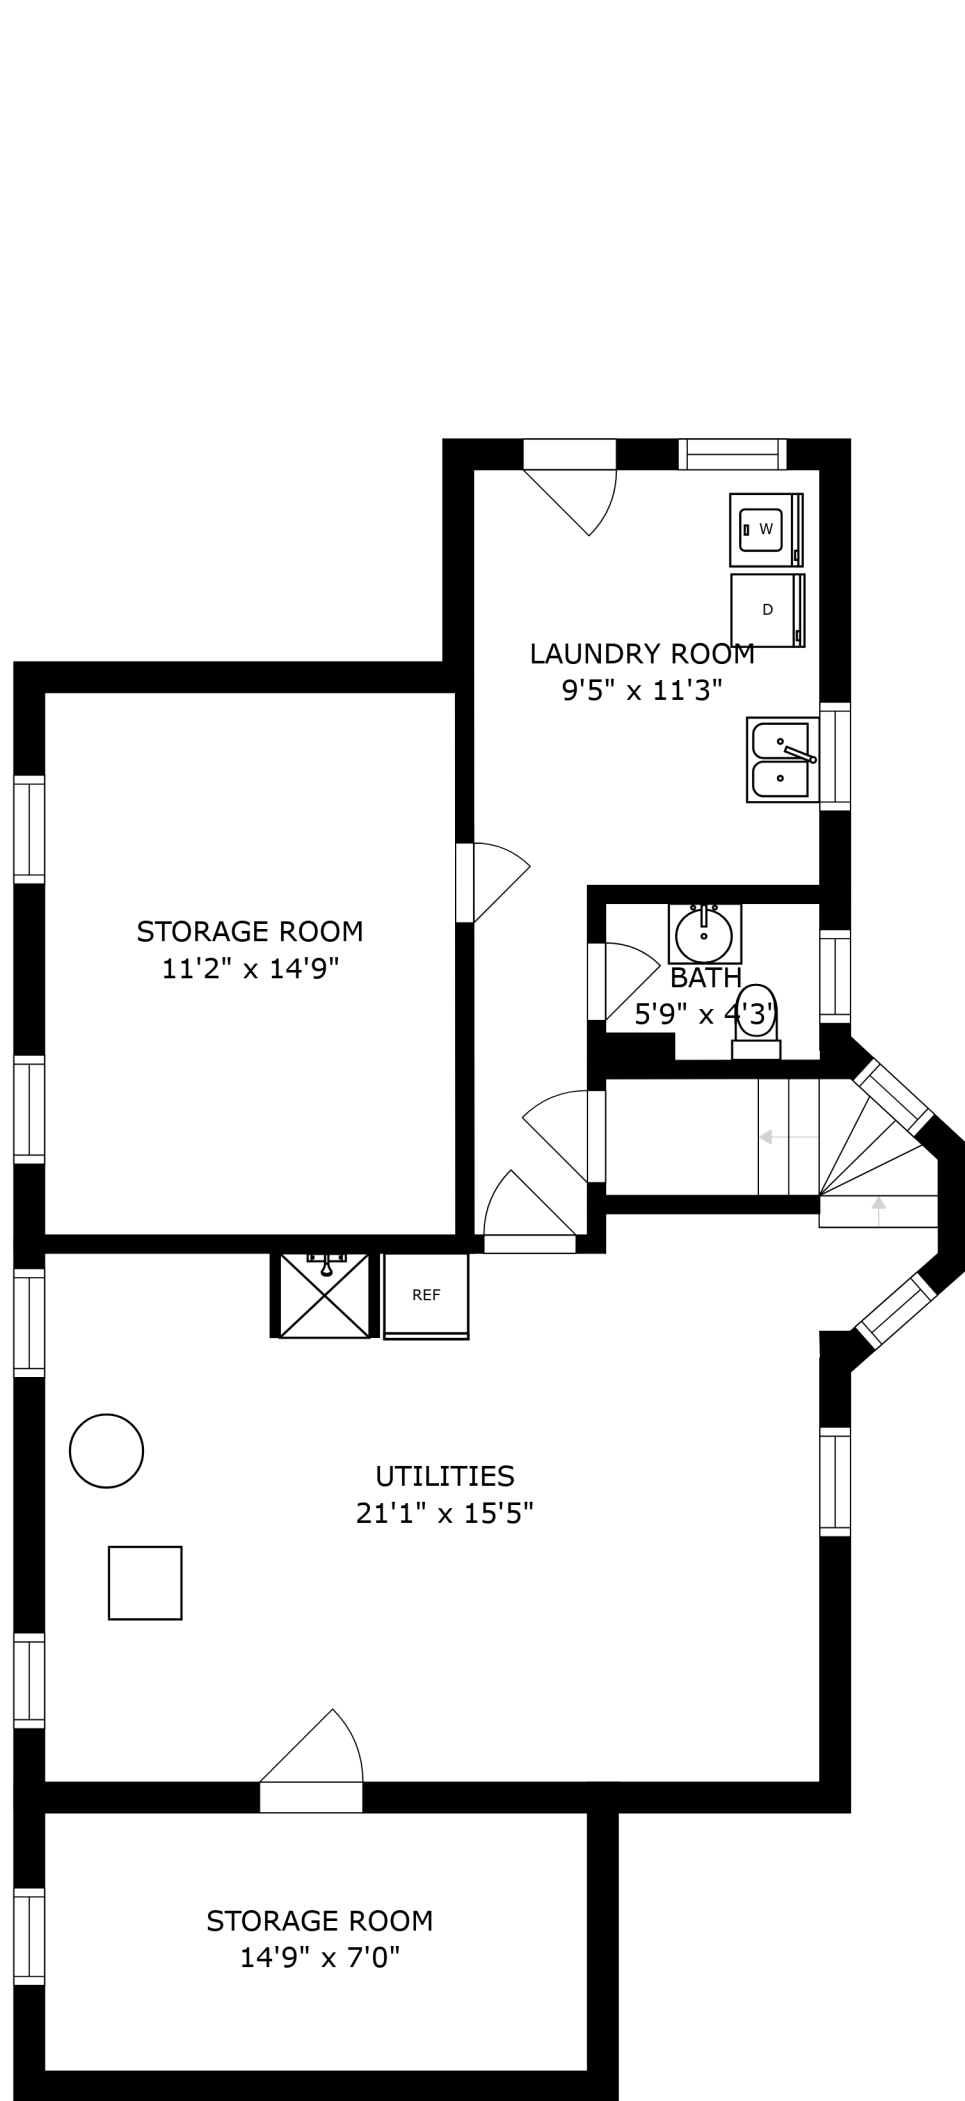 W
D
LAUNDRY ROOM
9'5" x 11'3"
STORAGE ROOM
11'2" x 14'9"
BATH
5'9" x 4'3"
REF
UTILITIES
21'1" x 15'5"
STORAGE ROOM
14'9" x 7'0"